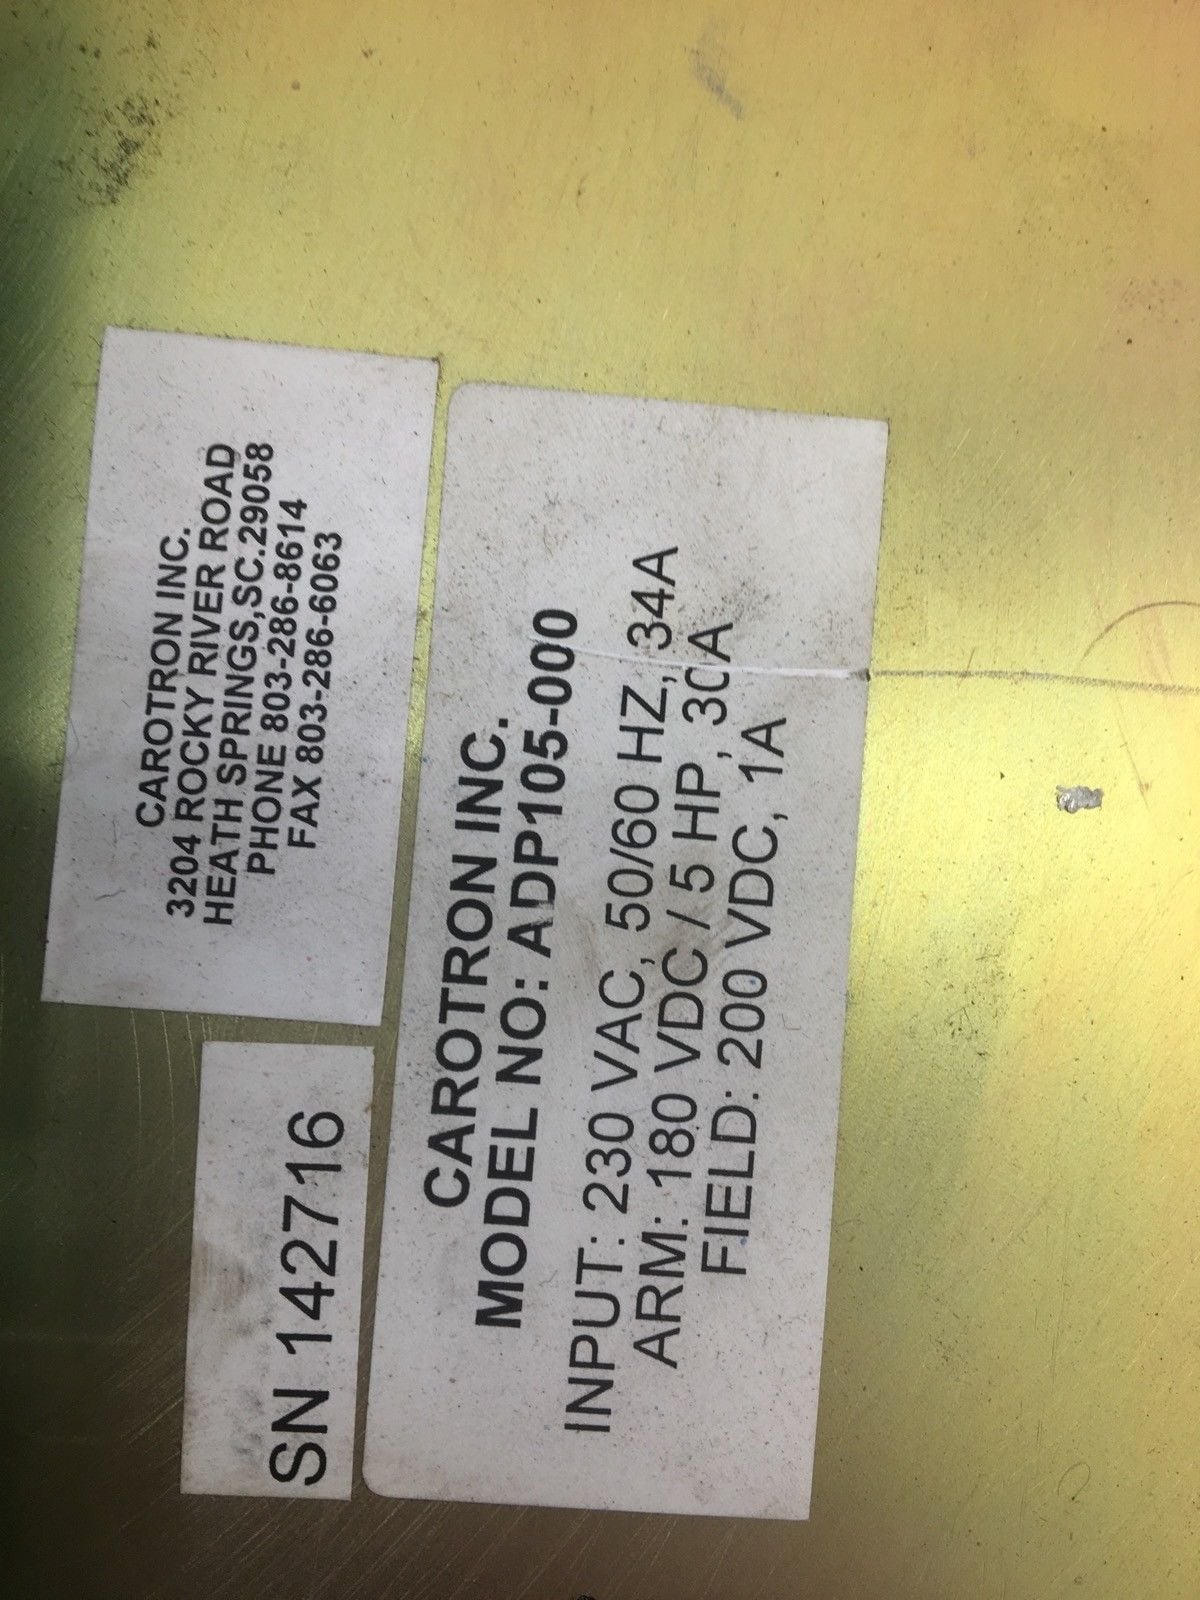 CAROTRON INC.
3204 ROCKY RIVER ROAD
HEATH SPRINGS,SC.29058
PHONE 803-286-8614
FAX 803-286-6063
SN 142716
CAROTRON INC.
MODEL NO: ADP105-000
INPUT: 230 VAC, 50/60 HZ, 34A
ARM: 180 VDC / 5 HP, 30A
FIELD: 200 VDC, 1A